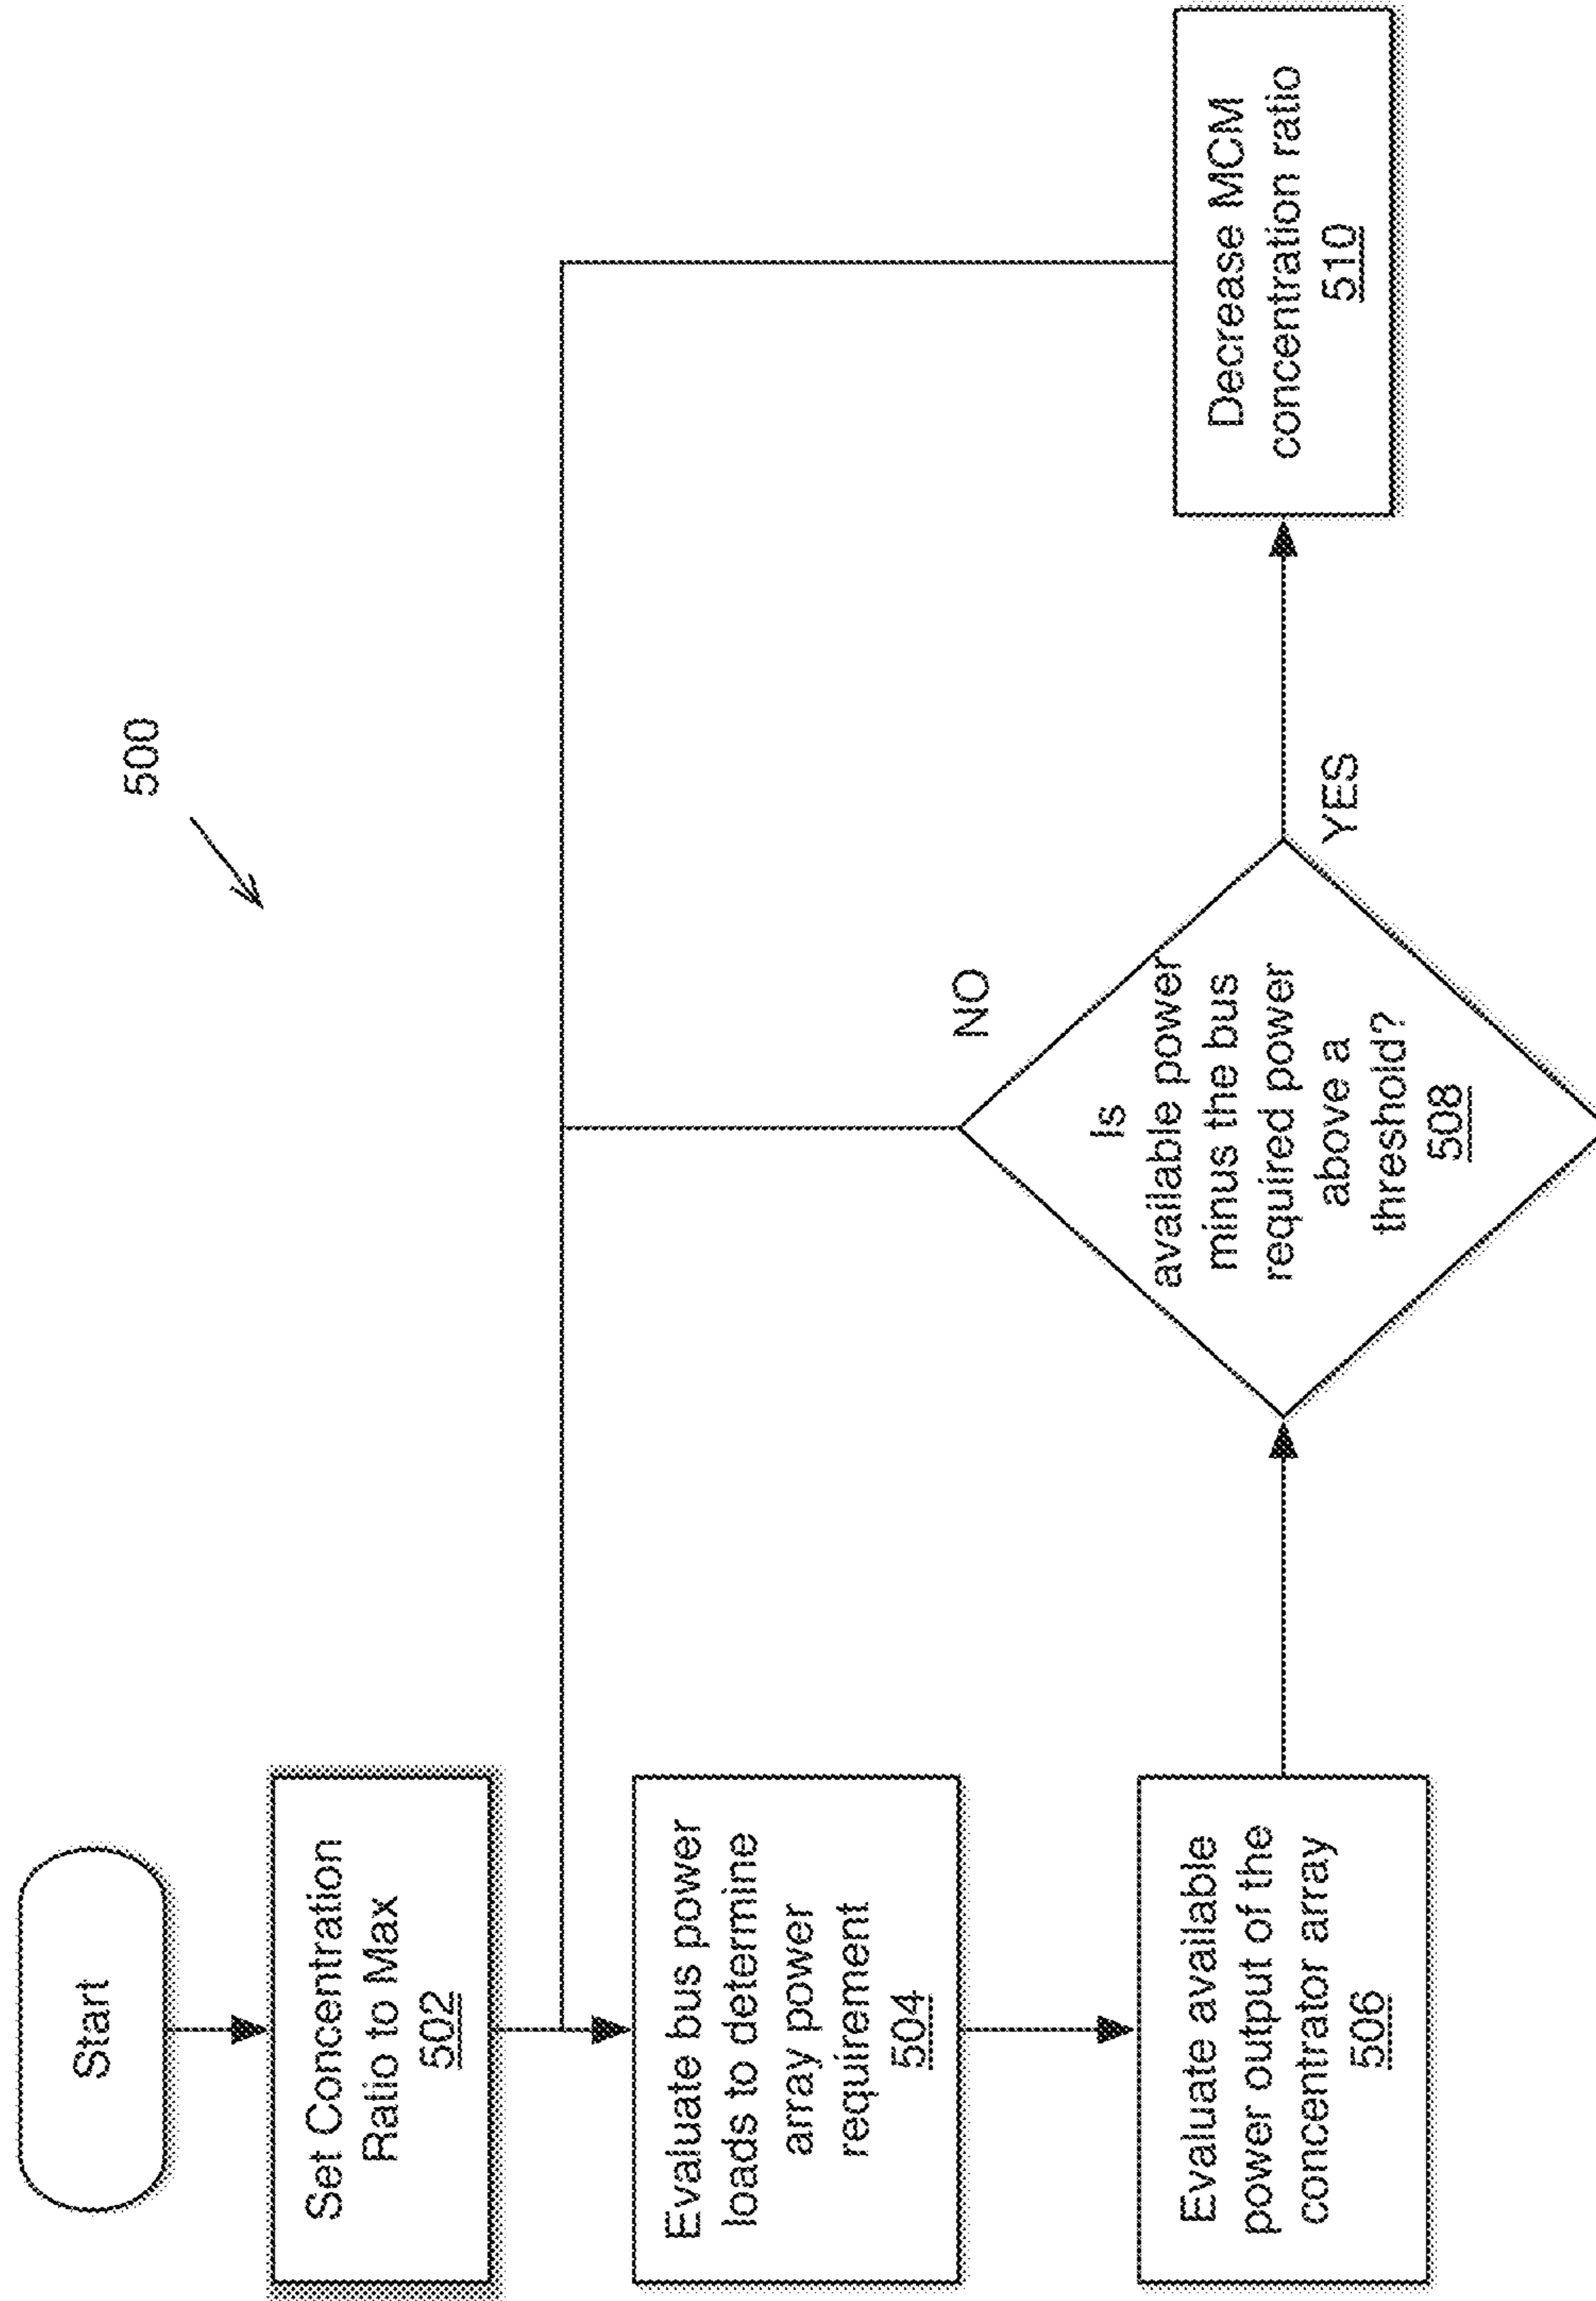 500
Start
Set Concentration
Ratio to Max
502
Evaluate bus power
loads to determine
array power
requirement
504
Evaluate available
power output of the
concentrator array
506
Is
available power
minus the bus
required power
above a
threshold?
508
NO
YES
Decrease MCM
concentration ratio
510